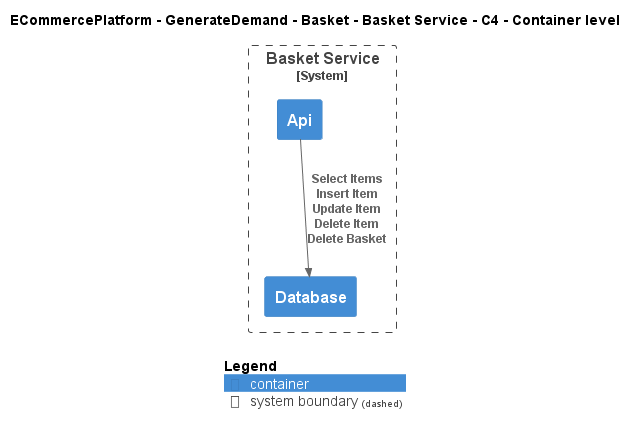 ECommercePlatform - GenerateDemand - Basket - Basket Service - C4 - Container level
Basket Service
[System]
Api
Select Items
Insert Item
Update Item
Delete Item
Delete Basket
Database
Legend
container
system boundary (dashed)